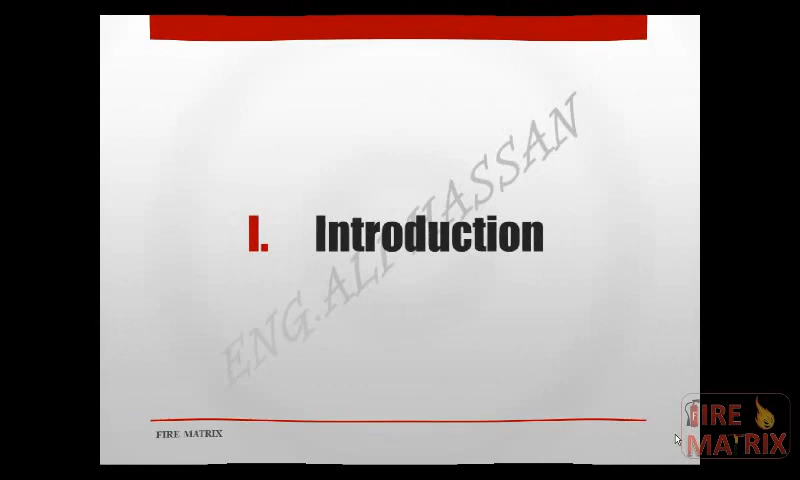 I. Introduction
ENG.ALI HASSAN
FIRE MATRIX
FIRE
MATRIX